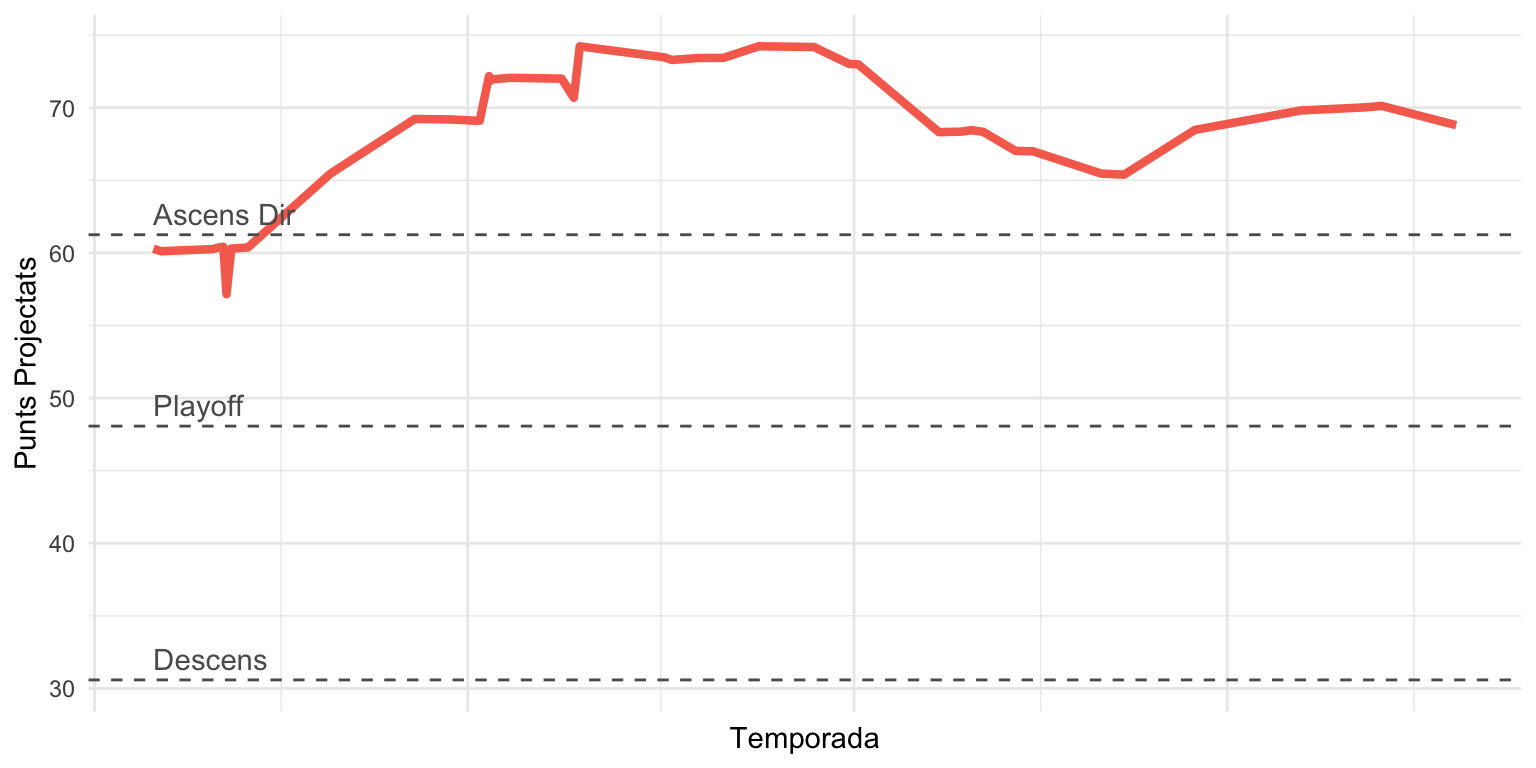 70
Ascens Dir
60
Punts Projectats
Playoff
50
40
Descens
30
Temporada